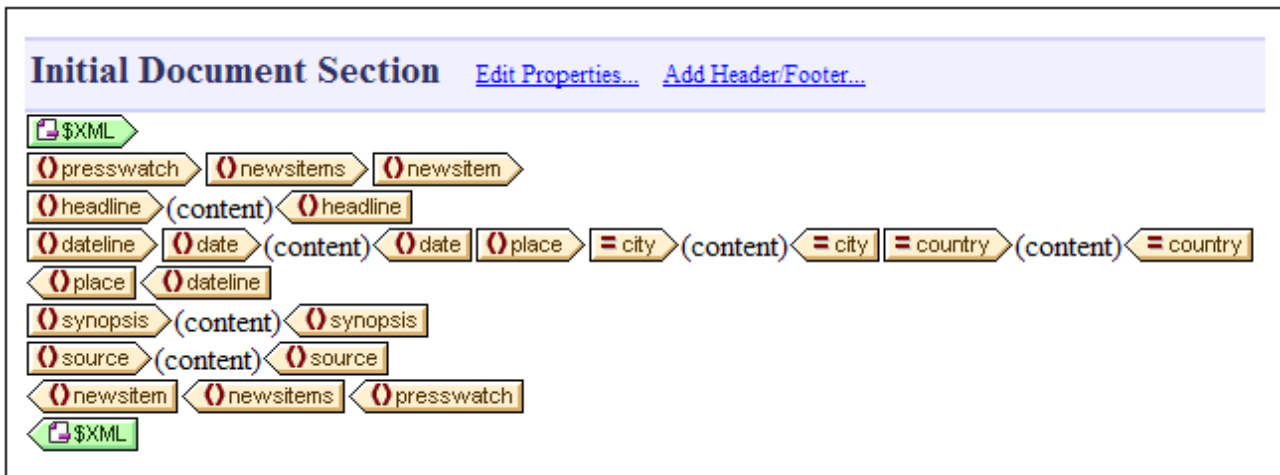 Initial Document Section Edit Properties... Add Header/Footer...
$XML
() presswatch () newsitems () newsitem
() headline (content) () headline
() dateline () date (content) () date () place = city (content) = city = country (content) = country
() place () dateline
() synopsis (content) () synopsis
() source (content) () source
() newsitem () newsitems () presswatch
$XML